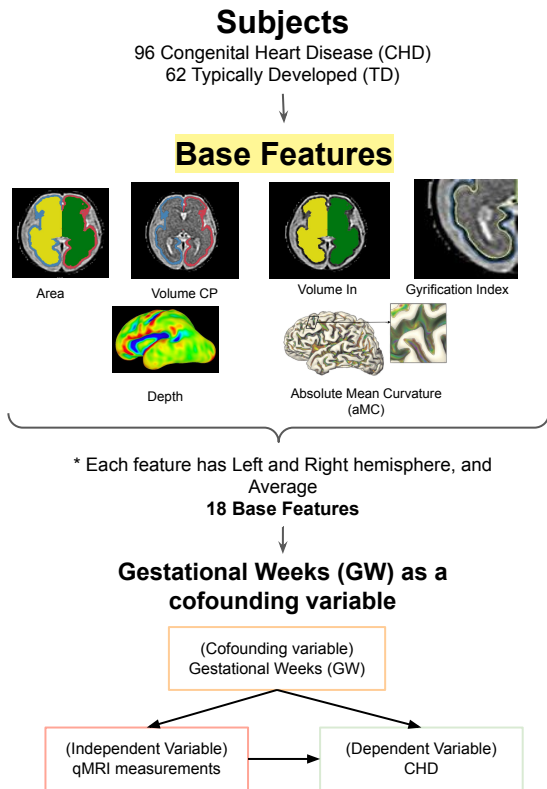 Subjects
96 Congenital Heart Disease (CHD)
62 Typically Developed (TD)
Base Features
Area
Volume CP
Volume In
Gyrification Index
Depth
Absolute Mean Curvature
(aMC)
* Each feature has Left and Right hemisphere, and
Average
18 Base Features
Gestational Weeks (GW) as a
cofounding variable
(Cofounding variable)
Gestational Weeks (GW)
(Independent Variable)
qMRI measurements
(Dependent Variable)
CHD